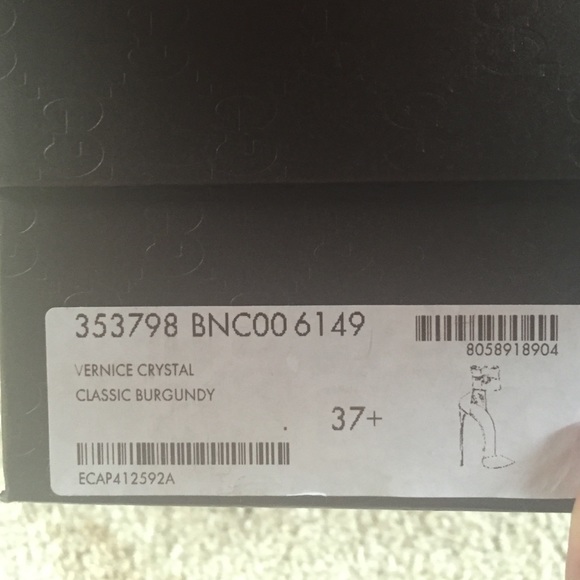 353798 BNC00 6149
8058918904
VERNICE CRYSTAL
CLASSIC BURGUNDY
37+
ECAP412592A